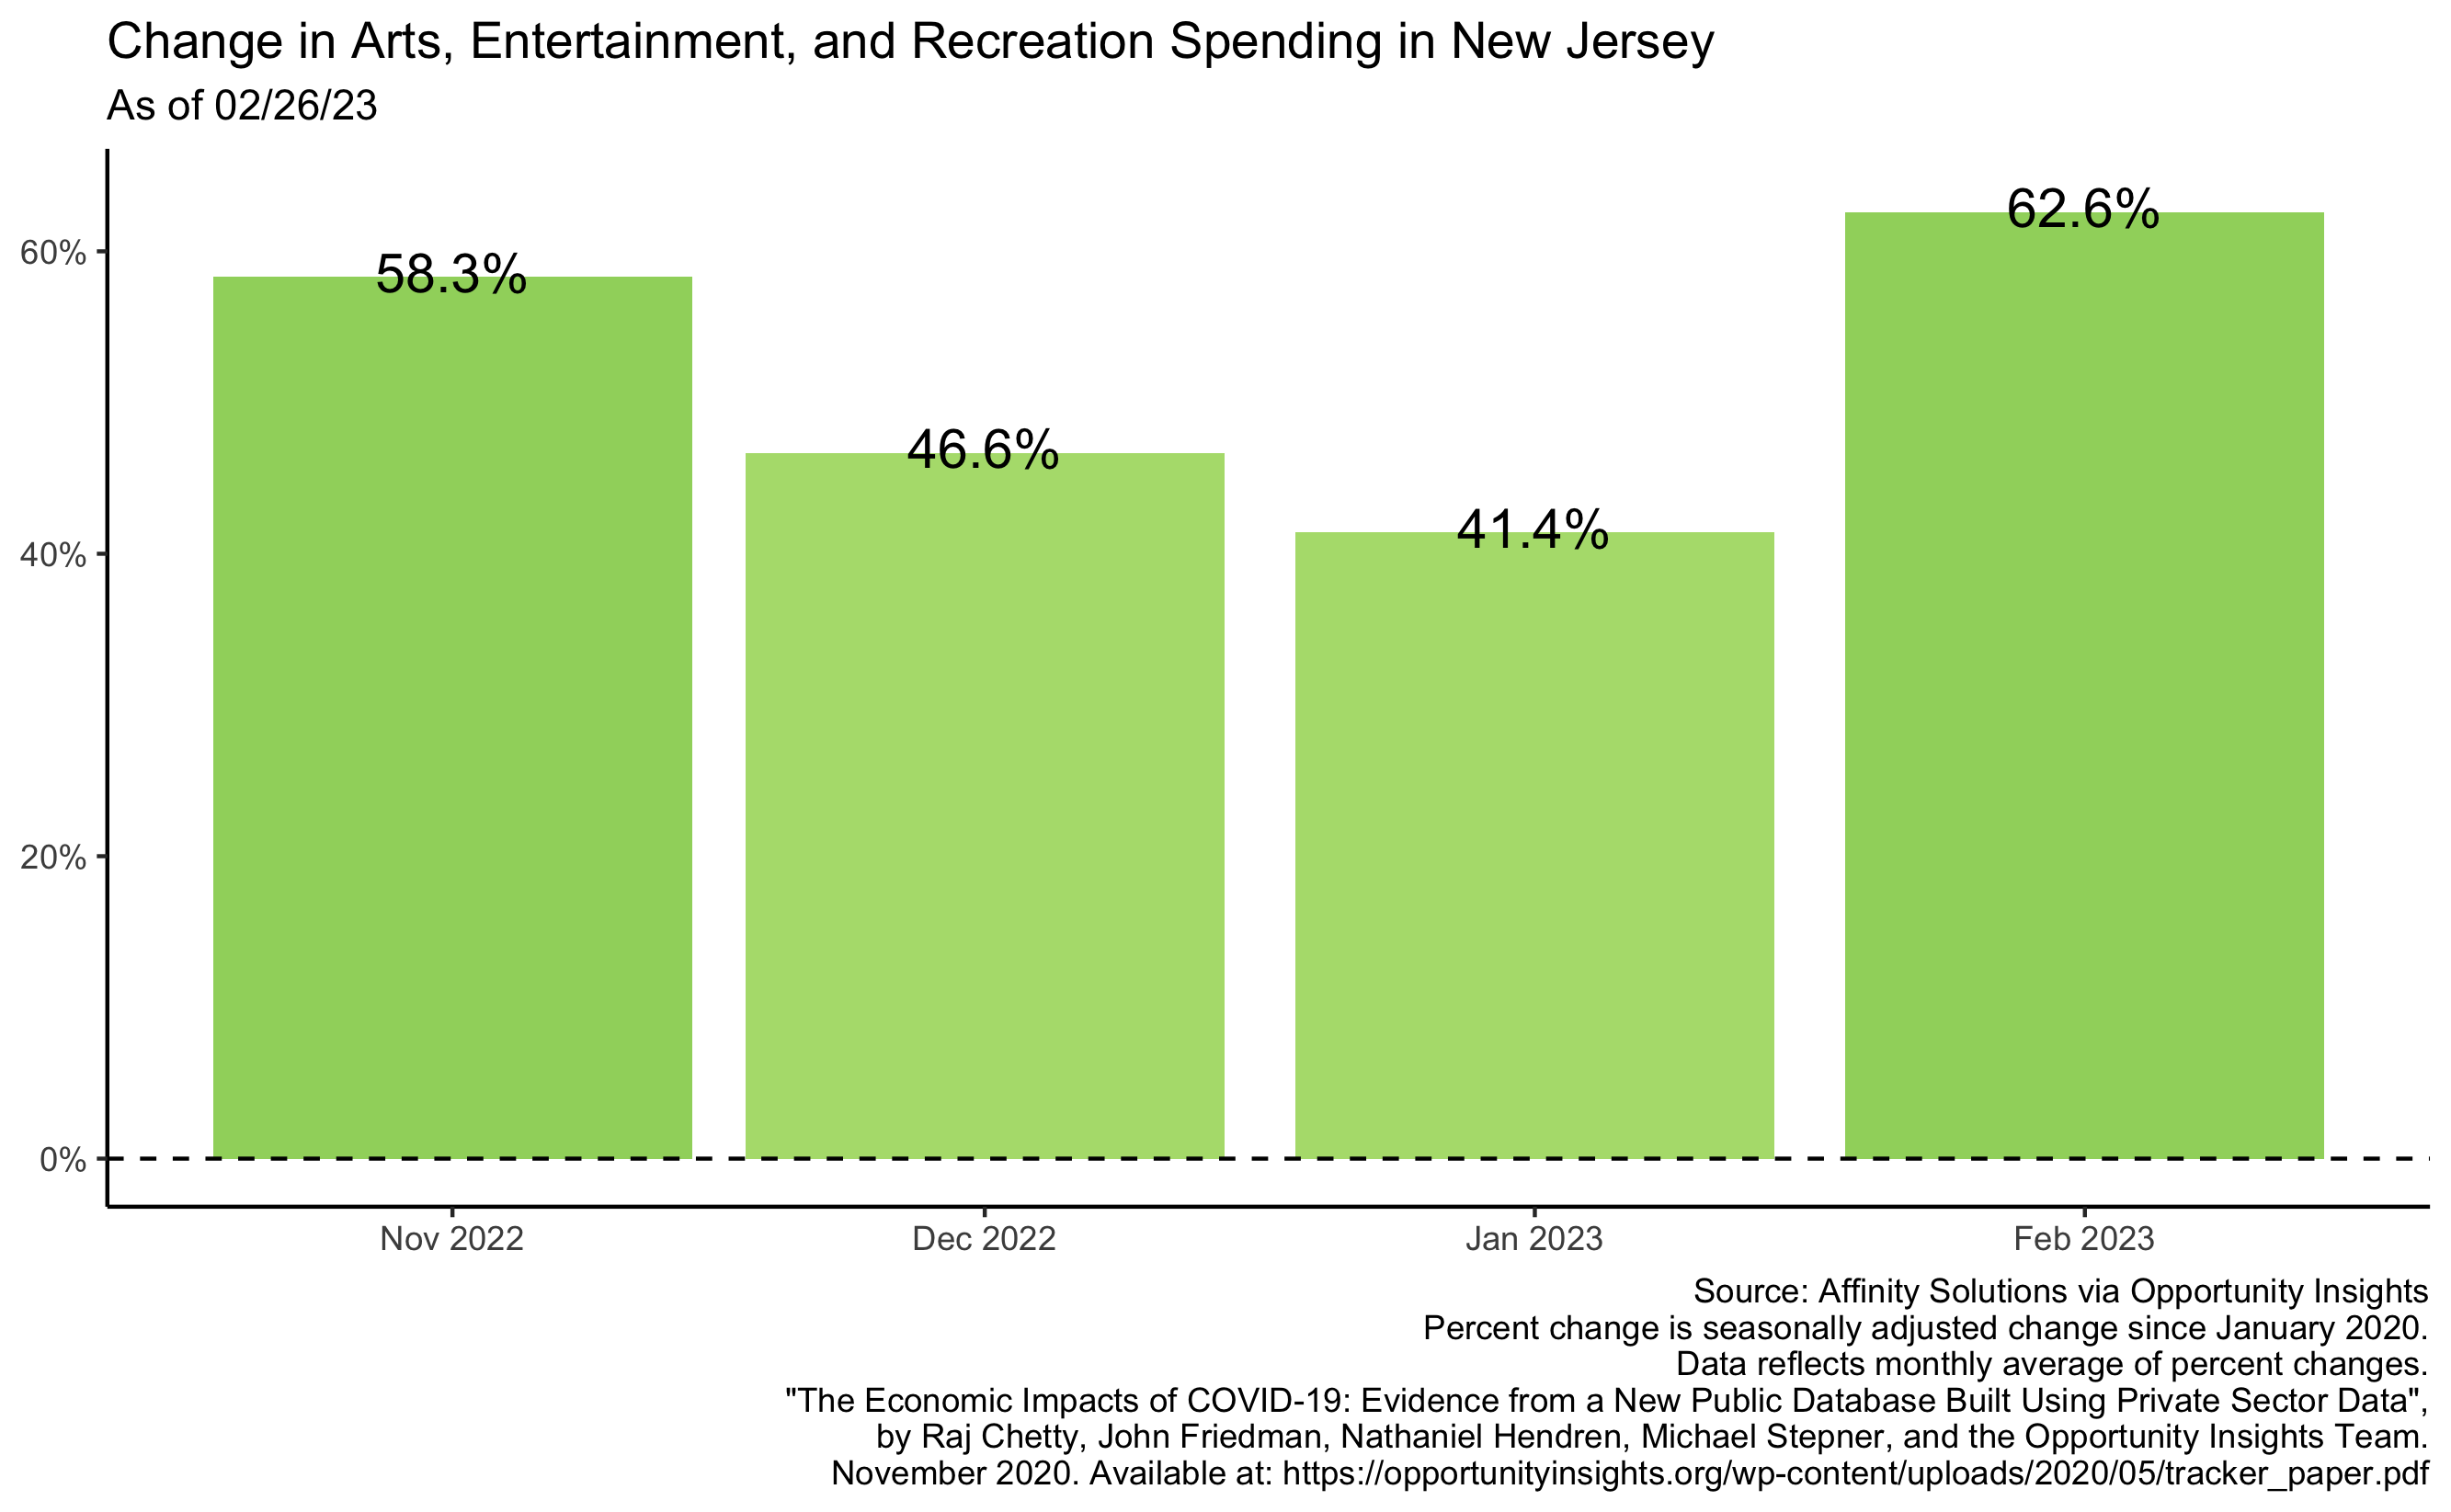 Change in Arts, Entertainment, and Recreation Spending in New Jersey
As of 02/26/23
60%
40%
20%
0%
58.3%
46.6%
41.4%
62.6%
Nov 2022
Dec 2022
Jan 2023
Feb 2023
Source: Affinity Solutions via Opportunity Insights
Percent change is seasonally adjusted change since January 2020.
Data reflects monthly average of percent changes.
"The Economic Impacts of COVID-19: Evidence from a New Public Database Built Using Private Sector Data",
by Raj Chetty, John Friedman, Nathaniel Hendren, Michael Stepner, and the Opportunity Insights Team.
November 2020. Available at: https://opportunityinsights.org/wp-content/uploads/2020/05/tracker_paper.pdf